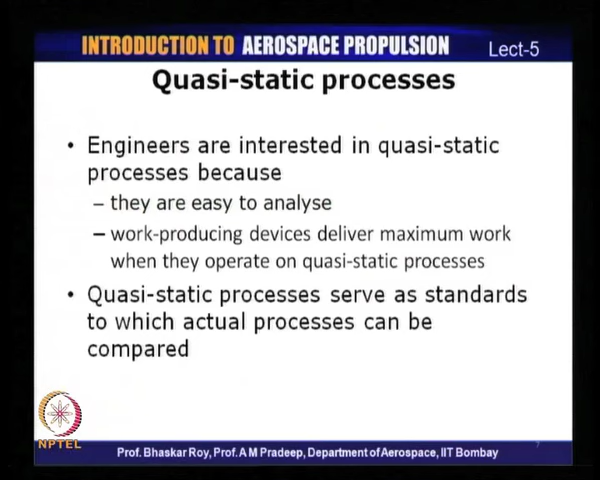 INTRODUCTION TO AEROSPACE PROPULSION Lect-5
Quasi-static processes
• Engineers are interested in quasi-static
processes because
– they are easy to analyse
– work-producing devices deliver maximum work
when they operate on quasi-static processes
• Quasi-static processes serve as standards
to which actual processes can be
compared
NPTEL
Prof. Bhaskar Roy, Prof. A M Pradeep, Department of Aerospace, IIT Bombay
7